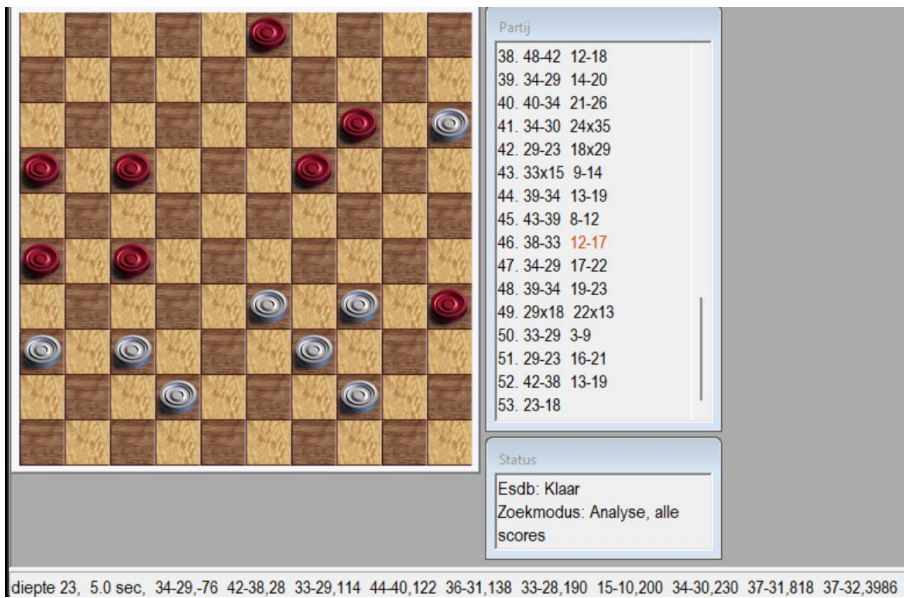 Partij
38. 48-42 12-18
39. 34-29 14-20
40. 40-34 21-26
41. 34-30 24x35
42. 29-23 18x29
43. 33x15 9-14
44. 39-34 13-19
45. 43-39 8-12
46. 38-33 12-17
47. 34-29 17-22
48. 39-34 19-23
49. 29x18 22x13
50. 33-29 3-9
51. 29-23 16-21
52. 42-38 13-19
53. 23-18
Status
Esdb: Klaar
Zoekmodus: Analyse, alle
scores
diepte 23, 5.0 sec, 34-29,-76 42-38,28 33-29,114 44-40,122 36-31,138 33-28,190 15-10,200 34-30,230 37-31,818 37-32,3986